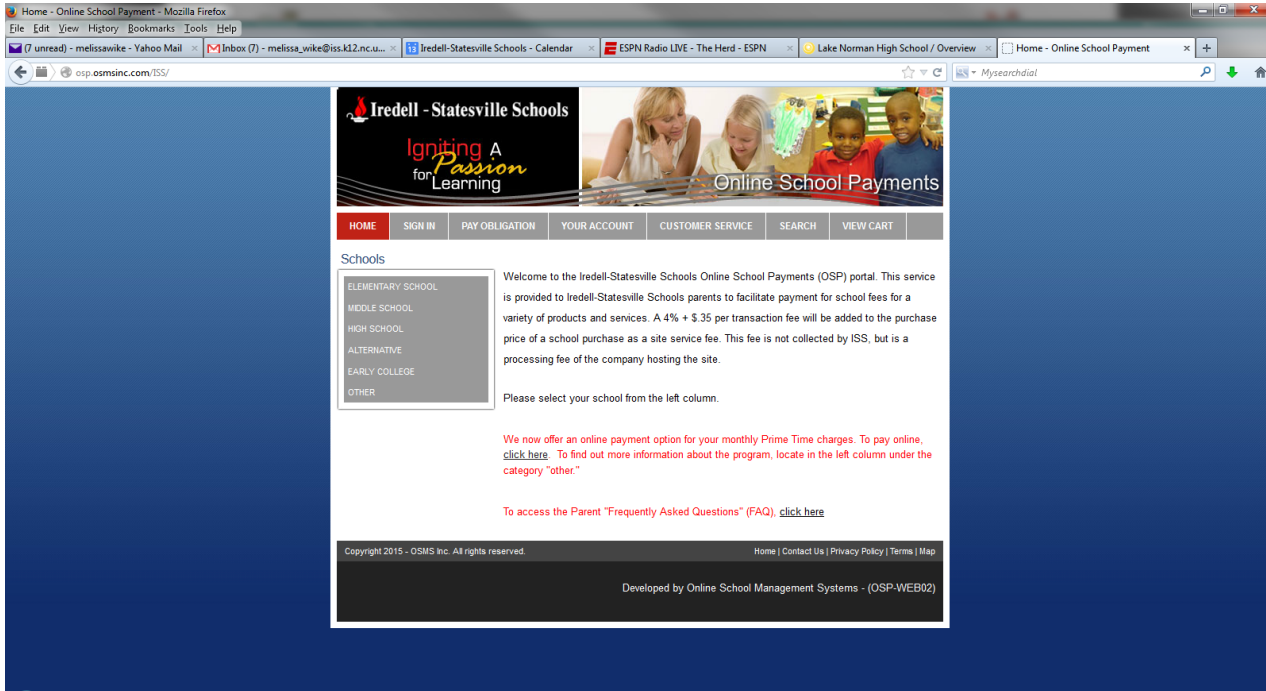 Home - Online School Payment - Mozilla Firefox
File Edit View History Bookmarks Tools Help
(7 unread) - melissawike - Yahoo Mail
Inbox (7) - melissa_wike@iss.k12.nc.u...
13 Iredell-Statesville Schools - Calendar
ESPN Radio LIVE - The Herd - ESPN
Lake Norman High School / Overview
Home - Online School Payment
osp.osmsinc.com/ISS/
Mysearchdial
Iredell - Statesville Schools
Igniting A
Passion
for Learning
Online School Payments
HOME SIGN IN PAY OBLIGATION YOUR ACCOUNT CUSTOMER SERVICE SEARCH VIEW CART
Schools
ELEMENTARY SCHOOL
MIDDLE SCHOOL
HIGH SCHOOL
ALTERNATIVE
EARLY COLLEGE
OTHER
Welcome to the Iredell-Statesville Schools Online School Payments (OSP) portal. This service
is provided to Iredell-Statesville Schools parents to facilitate payment for school fees for a
variety of products and services. A 4% + $.35 per transaction fee will be added to the purchase
price of a school purchase as a site service fee. This fee is not collected by ISS, but is a
processing fee of the company hosting the site.
Please select your school from the left column.
We now offer an online payment option for your monthly Prime Time charges. To pay online,
click here. To find out more information about the program, locate in the left column under the
category "other."
To access the Parent "Frequently Asked Questions" (FAQ), click here
Copyright 2015 - OSMS Inc. All rights reserved.
Home | Contact Us | Privacy Policy | Terms | Map
Developed by Online School Management Systems - (OSP-WEB02)